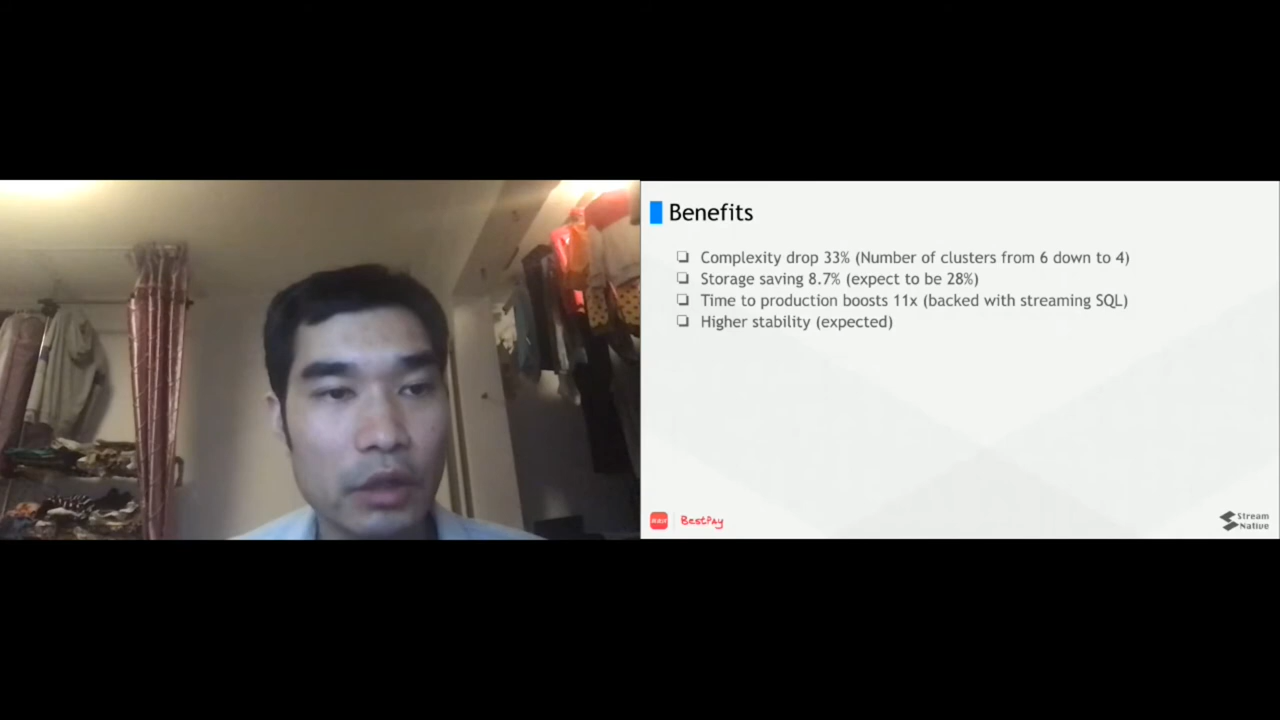 Benefits
❏ Complexity drop 33% (Number of clusters from 6 down to 4)
❏ Storage saving 8.7% (expect to be 28%)
❏ Time to production boosts 11x (backed with streaming SQL)
❏ Higher stability (expected)
BestPay
Stream
Native